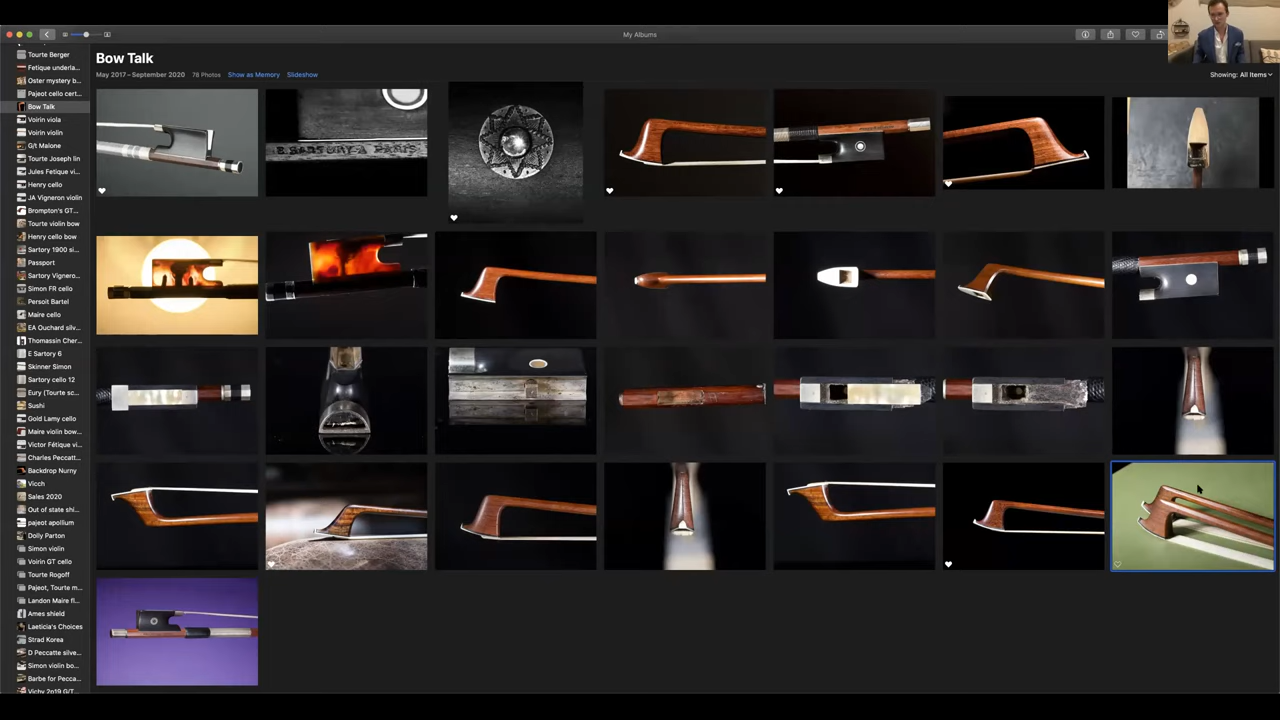 My Albums
Bow Talk
May 2017 – September 2020
78 Photos
Show as Memory
Slideshow
Showing: All Items
Tourte Berger
Fetique underla...
Oster mystery b...
Pajeot cello cert...
Bow Talk
Voirin viola
Voirin violin
G/t Malone
Tourte Joseph lin
Jules Fetique vi...
Henry cello
JA Vigneron violin
Brompton's GT...
Tourte violin bow
Henry cello bow
Sartory 1900 si...
Passport
Sartory Vignero...
Simon FR cello
Persoit Bartel
Maire cello
EA Ouchard silv...
Thomassin Cher...
E Sartory 6
Skinner Simon
Sartory cello 12
Eury (Tourte sc...
Sushi
Gold Lamy cello
Maire violin bow...
Victor Fétique vi...
Charles Peccatt...
Backdrop Nurny
Vicch
Sales 2020
Out of state shi...
pajeot apollium
Dolly Parton
Simon violin
Voirin GT cello
Tourte Rogoff
Pajeot, Tourte m...
Landon Maire fl...
Ames shield
Laeticia's Choices
Strad Korea
D Peccatte silve...
Simon violin bo...
Barbe for Pecca...
Vichy 2p19 G/T...
E.SARTORY A PARIS